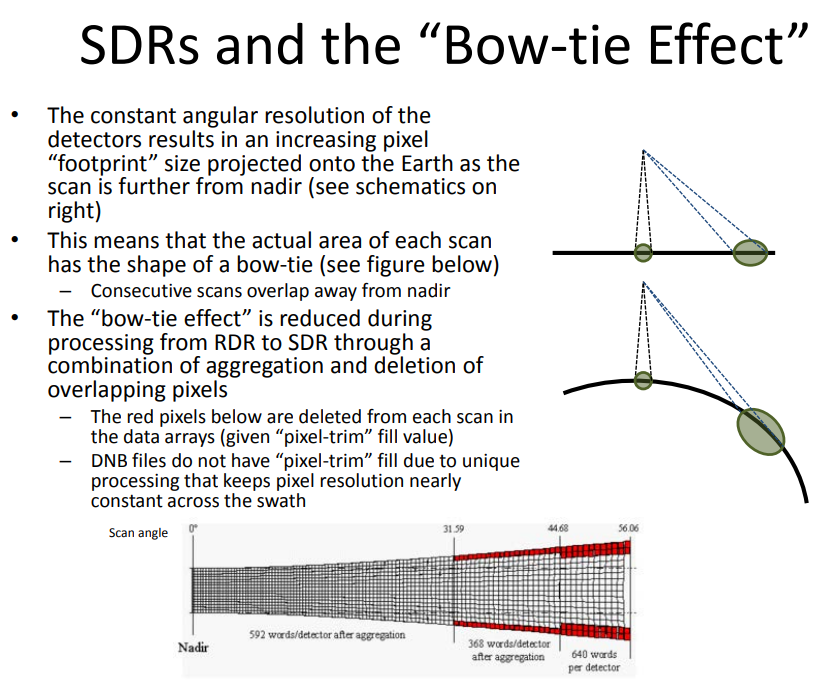 SDRs and the “Bow-tie Effect”
• The constant angular resolution of the
detectors results in an increasing pixel
“footprint” size projected onto the Earth as the
scan is further from nadir (see schematics on
right)
• This means that the actual area of each scan
has the shape of a bow-tie (see figure below)
– Consecutive scans overlap away from nadir
• The “bow-tie effect” is reduced during
processing from RDR to SDR through a
combination of aggregation and deletion of
overlapping pixels
– The red pixels below are deleted from each scan in
the data arrays (given “pixel-trim” fill value)
– DNB files do not have “pixel-trim” fill due to unique
processing that keeps pixel resolution nearly
constant across the swath
Scan angle
0°
31.59
44.68
56.06
Nadir
592 words/detector after aggregation
368 words/detector
after aggregation
640 words
per detector